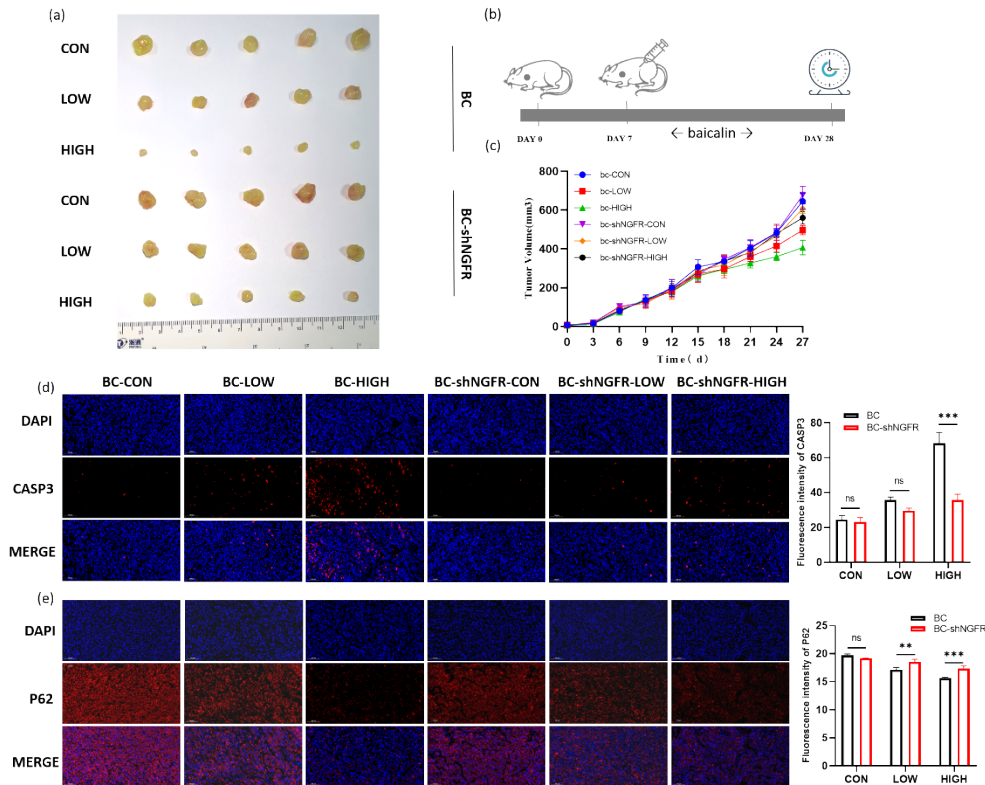 (a)
CON
LOW
HIGH
CON
LOW
HIGH
BC
BC-shNGFR
(b)
DAY 0
DAY 7
← baicalin →
DAY 28
(c)
bc-CON
bc-LOW
bc-HIGH
bc-shNGFR-CON
bc-shNGFR-LOW
bc-shNGFR-HIGH
Tumor Volume(mm3)
800
600
400
200
0
0 3 6 9 12 15 18 21 24 27
Time( d)
(d)
BC-CON BC-LOW BC-HIGH BC-shNGFR-CON BC-shNGFR-LOW BC-shNGFR-HIGH
DAPI
CASP3
MERGE
Fluorescence intensity of CASP3
80
60
40
20
0
BC
BC-shNGFR
ns
ns
***
CON LOW HIGH
(e)
DAPI
P62
MERGE
Fluorescence intensity of P62
25
20
15
10
5
0
BC
BC-shNGFR
ns
**
***
CON LOW HIGH